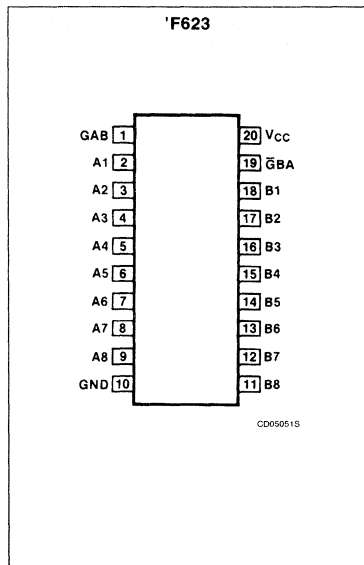 'F623
GAB 1 20 VCC
A1 2 19 G̅BA
A2 3 18 B1
A3 4 17 B2
A4 5 16 B3
A5 6 15 B4
A6 7 14 B5
A7 8 13 B6
A8 9 12 B7
GND 10 11 B8
CD05051S